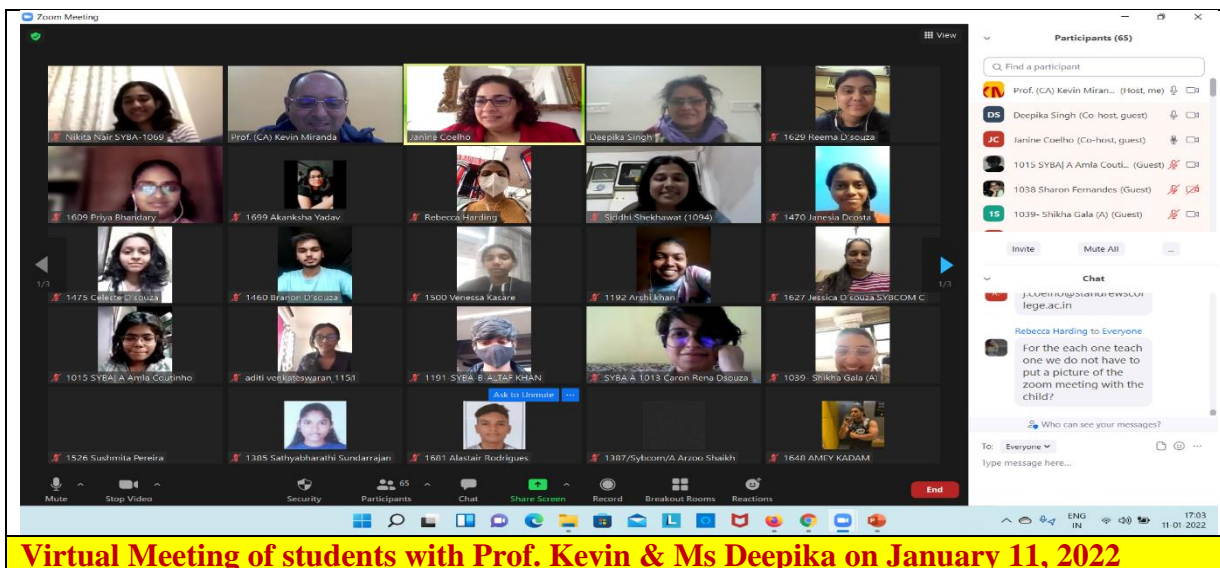 Zoom Meeting
View
Nikita Nair SYBA-1069
Prof. (CA) Kevin Miranda
Janine Coelho
Deepika Singh
1629 Reema D'souza
1609 Priya Bhandary
1699 Akanksha Yadav
Rebecca Harding
Siddhi Shekhawat (1094)
1470 Janesia Dcosta
1/3
1475 Celeste D'souza
1460 Branon D'souza
1500 Venessa Kasare
1192 Arshi khan
1627 Jessica D'souza SYBCOM C
1/3
1015 SYBA| A Amla Coutinho
aditi venkateswaran 1151
1191-SYBA-B-ALTAF KHAN
SYBA A 1013 Caron Rena Dsouza
1039- Shikha Gala (A)
Ask to Unmute
1526 Sushmita Pereira
1385 Sathyabharathi Sundarrajan
1681 Alastair Rodrigues
1387/Sybcom/A Arzoo Shaikh
1648 AMEY KADAM
Mute
Stop Video
Security
65
Participants
Chat
Share Screen
Record
Breakout Rooms
Reactions
End
Participants (65)
Find a participant
Prof. (CA) Kevin Miran... (Host, me)
DS Deepika Singh (Co-host, guest)
JC Janine Coelho (Co-host, guest)
1015 SYBA| A Amla Couti... (Guest)
1038 Sharon Fernandes (Guest)
1S 1039- Shikha Gala (A) (Guest)
Invite
Mute All
...
Chat
j.coelho@standrewscol
lege.ac.in
Rebecca Harding to Everyone
For the each one teach
one we do not have to
put a picture of the
zoom meeting with the
child?
Who can see your messages?
To: Everyone
Type message here...
ENG
IN
17:03
11-01-2022
Virtual Meeting of students with Prof. Kevin & Ms Deepika on January 11, 2022